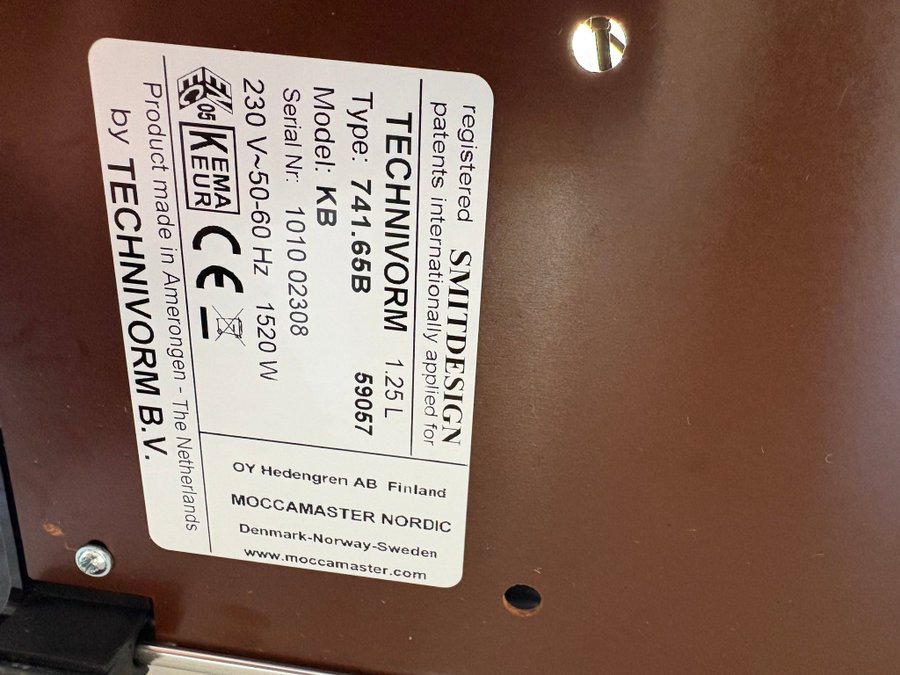 registered SMITDESIGN
patents internationally applied for
TECHNIVORM 1.25 L
Type: 741.65B 59057
Model: KB
Serial Nr. 1010 02308
230 V~50-60 Hz 1520 W
EC 05 KEMA KEUR CE
Product made in Amerongen - The Netherlands
by TECHNIVORM B.V.
OY Hedengren AB Finland
MOCCAMASTER NORDIC
Denmark-Norway-Sweden
www.moccamaster.com